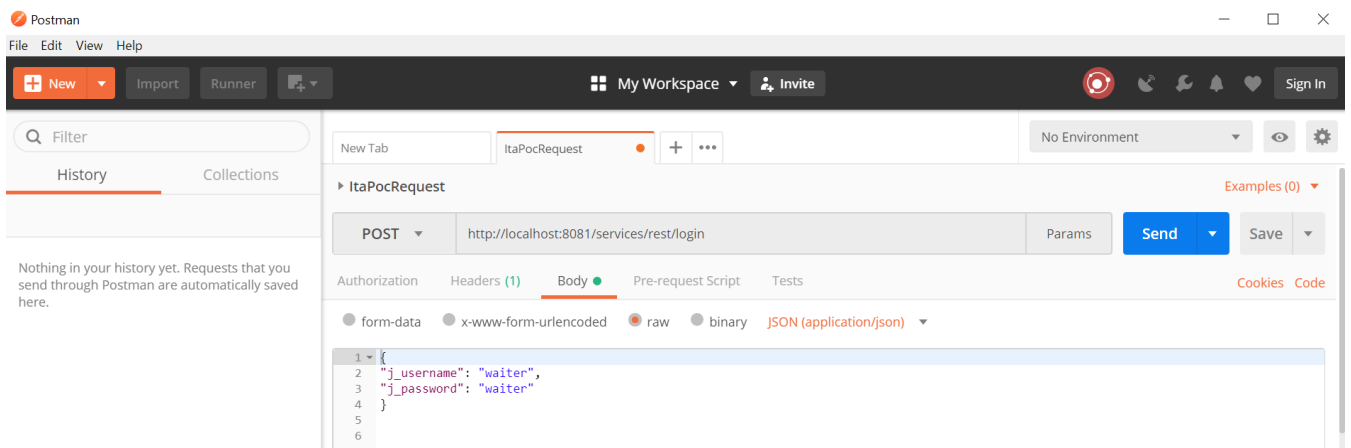 Postman
File Edit View Help
New Import Runner My Workspace Invite Sign In
Filter
History Collections
Nothing in your history yet. Requests that you
send through Postman are automatically saved
here.
New Tab ItaPocRequest No Environment
ItaPocRequest Examples (0)
POST http://localhost:8081/services/rest/login Params Send Save
Authorization Headers (1) Body Pre-request Script Tests Cookies Code
form-data x-www-form-urlencoded raw binary JSON (application/json)
1 {
2 "j_username": "waiter",
3 "j_password": "waiter"
4 }
5
6